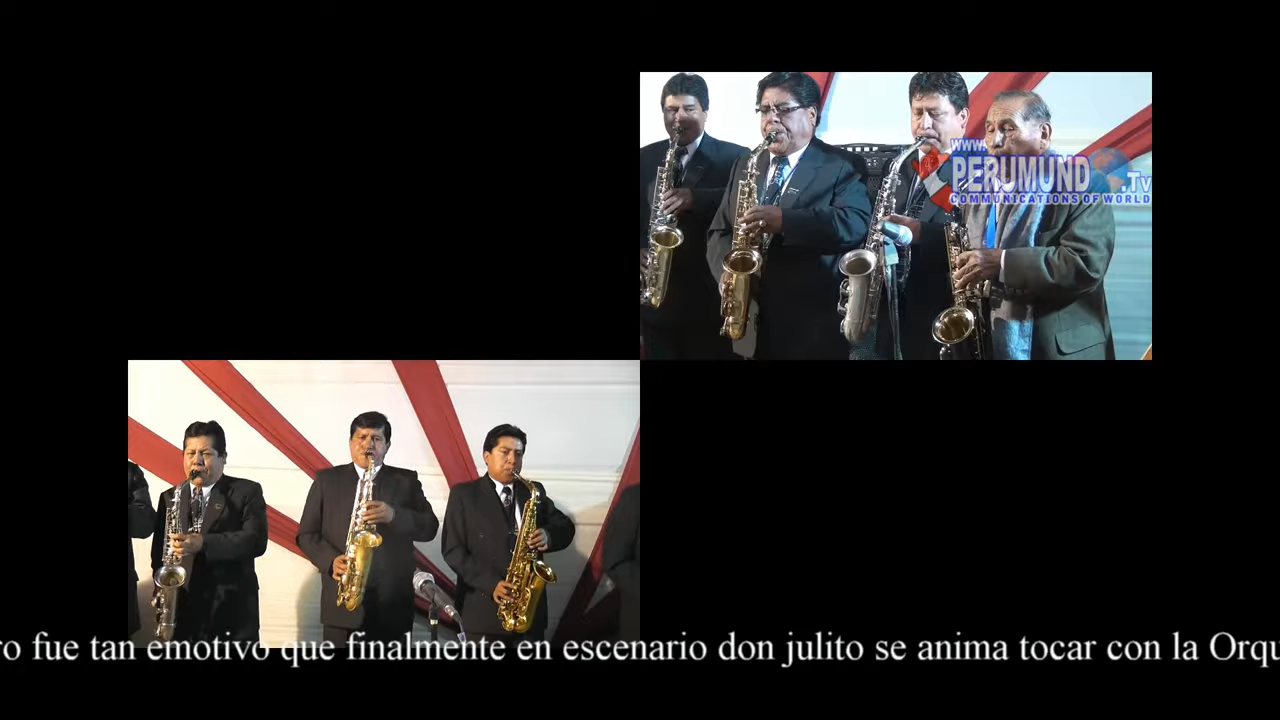 www.
PERUMUNDO.Tv
COMMUNICATIONS OF WORLD
ro fue tan emotivo que finalmente en escenario don julito se anima tocar con la Orqu